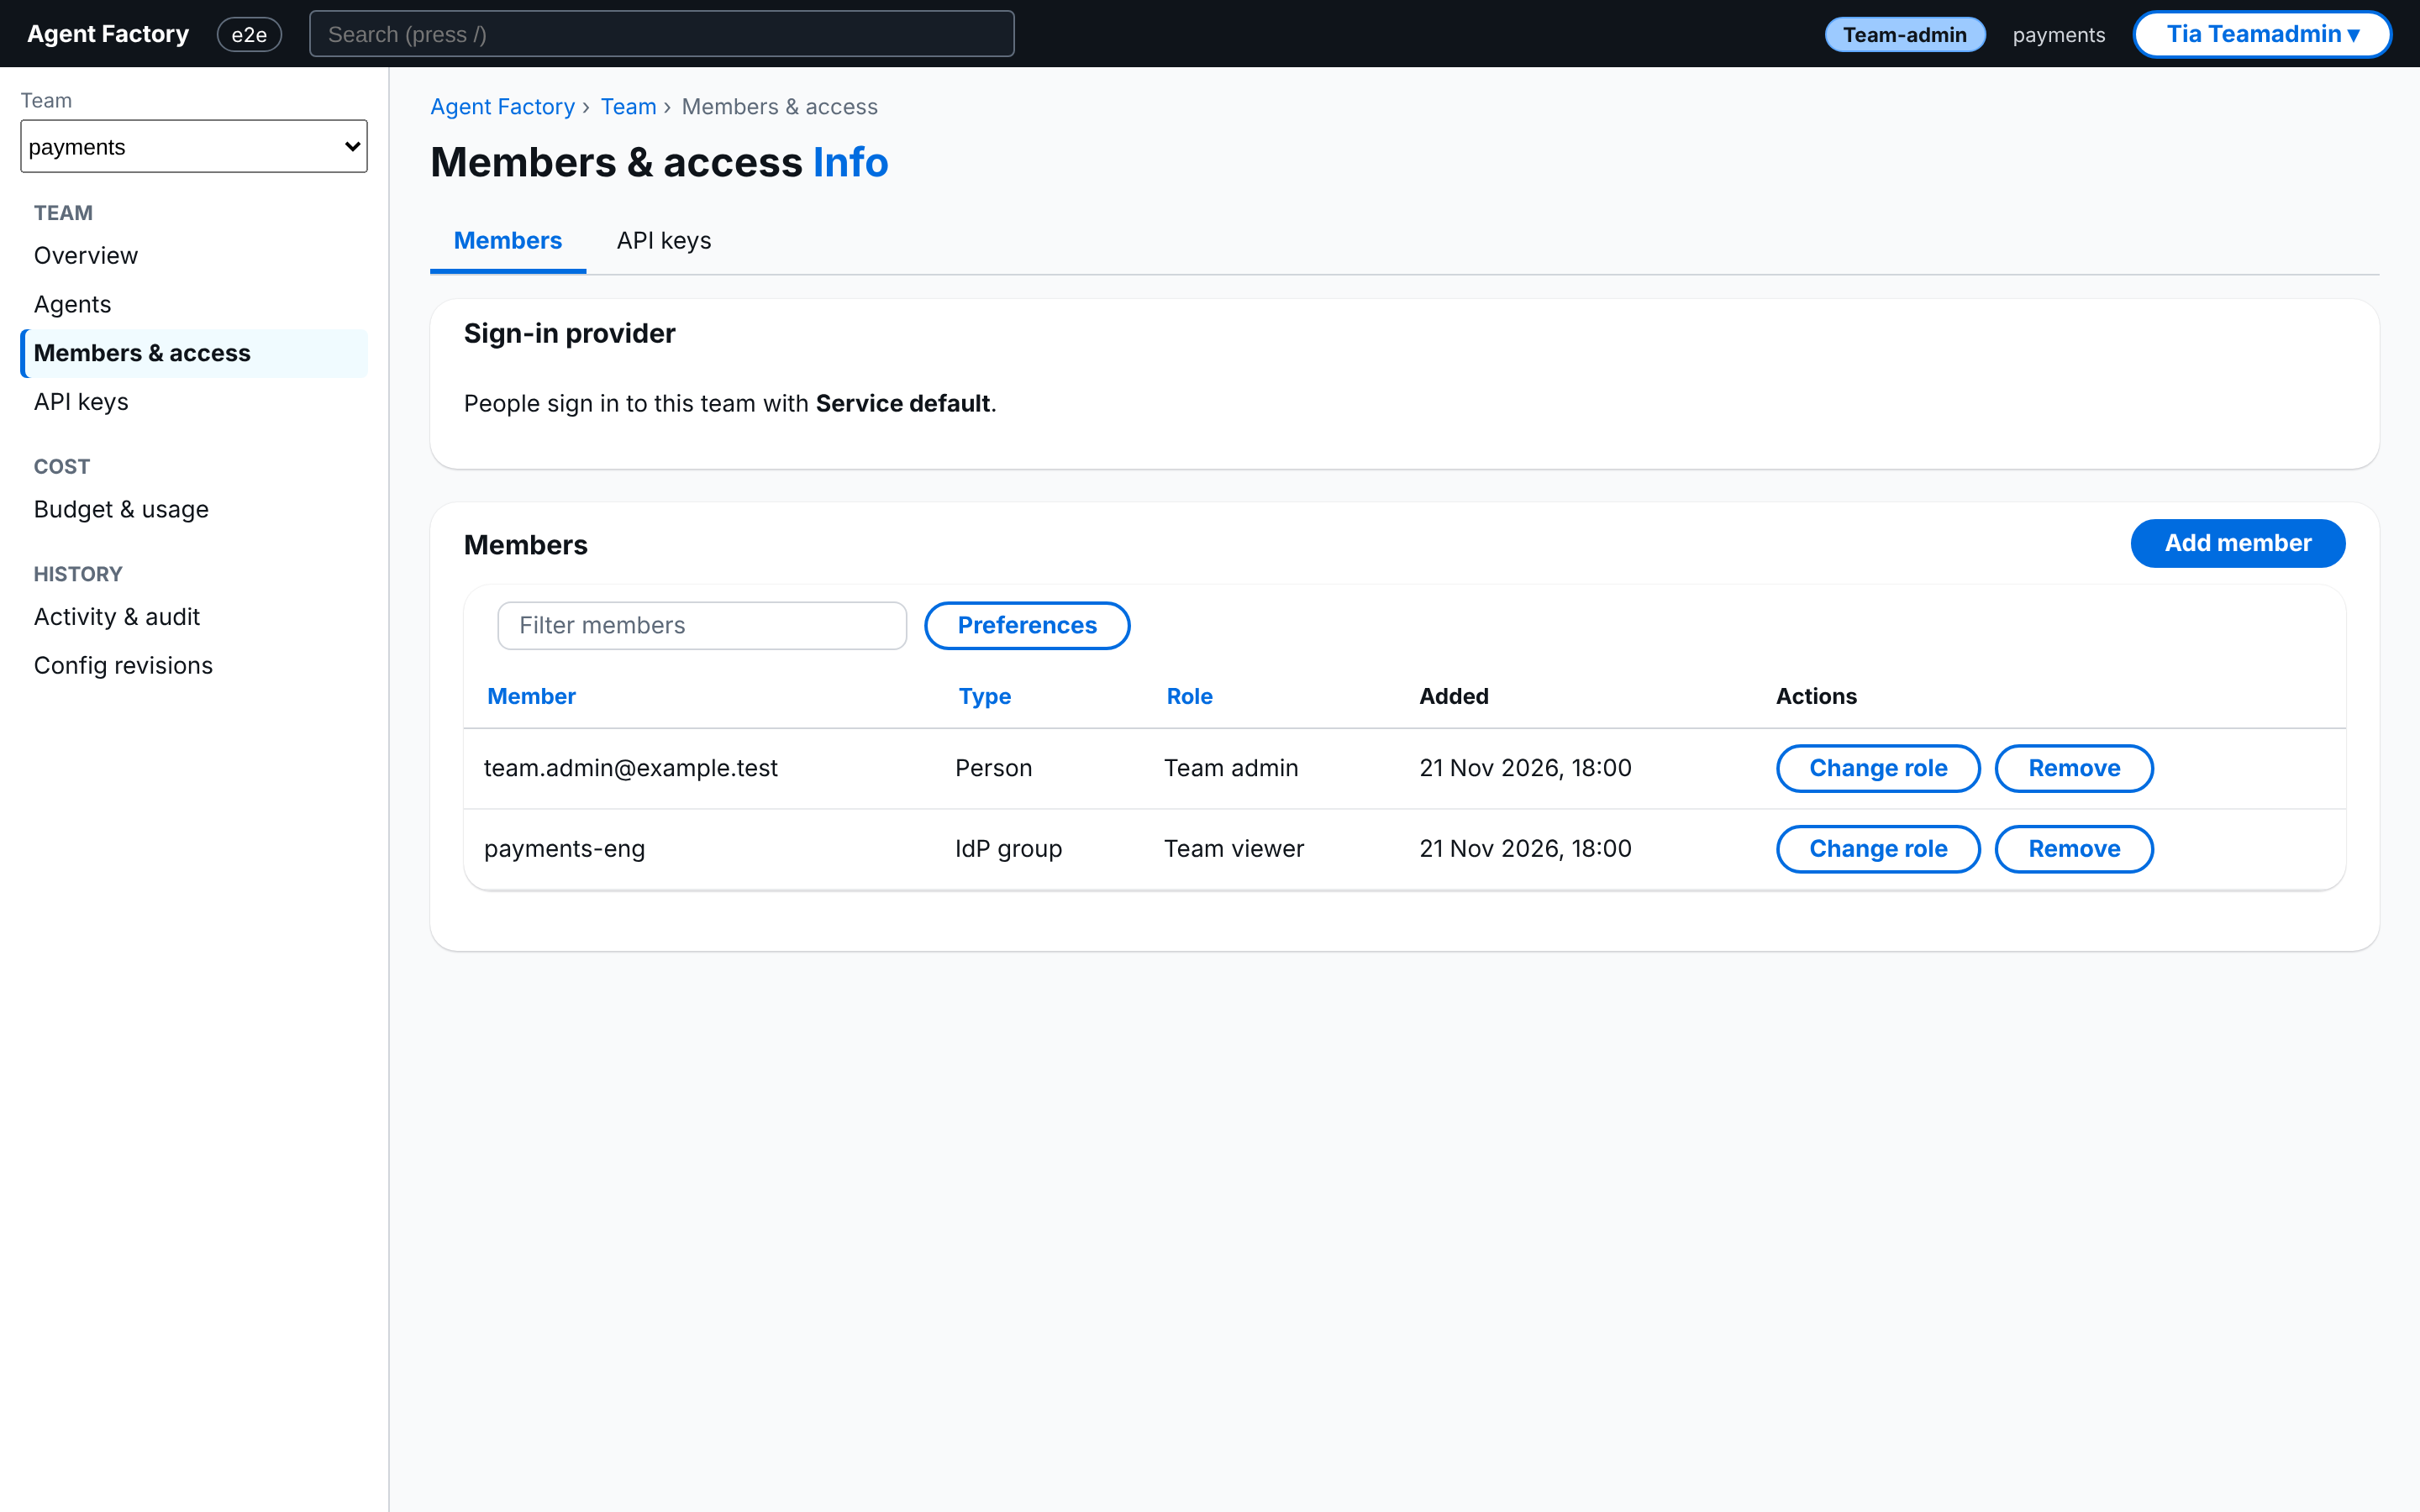 Agent Factory e2e Search (press /) Team-admin payments Tia Teamadmin ▾
Team
payments
TEAM
Overview
Agents
Members & access
API keys
COST
Budget & usage
HISTORY
Activity & audit
Config revisions
Agent Factory › Team › Members & access
Members & access Info
Members API keys
Sign-in provider
People sign in to this team with Service default.
Members Add member
Filter members Preferences
Member Type Role Added Actions
team.admin@example.test Person Team admin 21 Nov 2026, 18:00 Change role Remove
payments-eng IdP group Team viewer 21 Nov 2026, 18:00 Change role Remove